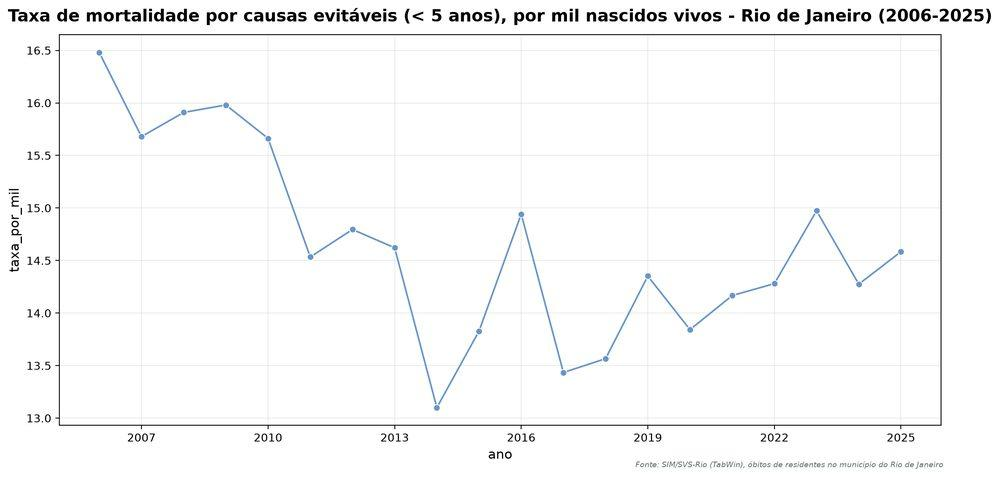 Taxa de mortalidade por causas evitáveis (< 5 anos), por mil nascidos vivos - Rio de Janeiro (2006-2025)
16.5
16.0
15.5
15.0
14.5
14.0
13.5
13.0
taxa_por_mil
2007 2010 2013 2016 2019 2022 2025
ano
Fonte: SIM/SVS-Rio (TabWin), óbitos de residentes no município do Rio de Janeiro